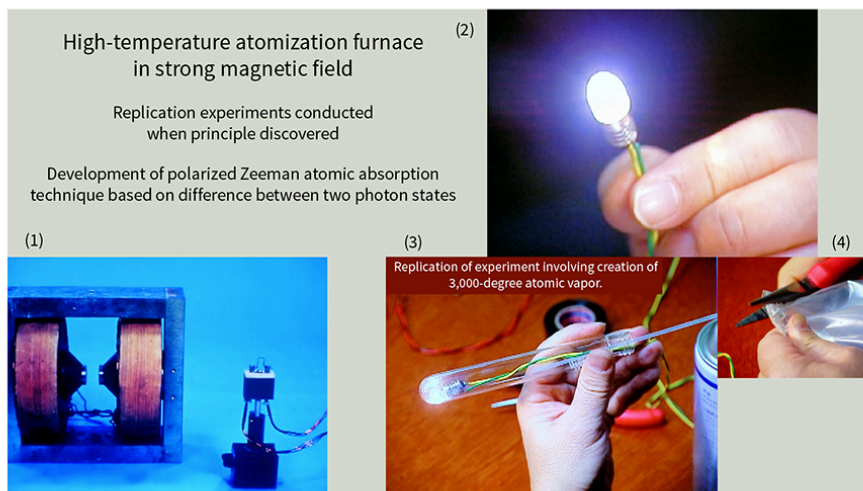 High-temperature atomization furnace
in strong magnetic field
(2)
Replication experiments conducted
when principle discovered
Development of polarized Zeeman atomic absorption
technique based on difference between two photon states
(1)
(3)
(4)
Replication of experiment involving creation of
3,000-degree atomic vapor.